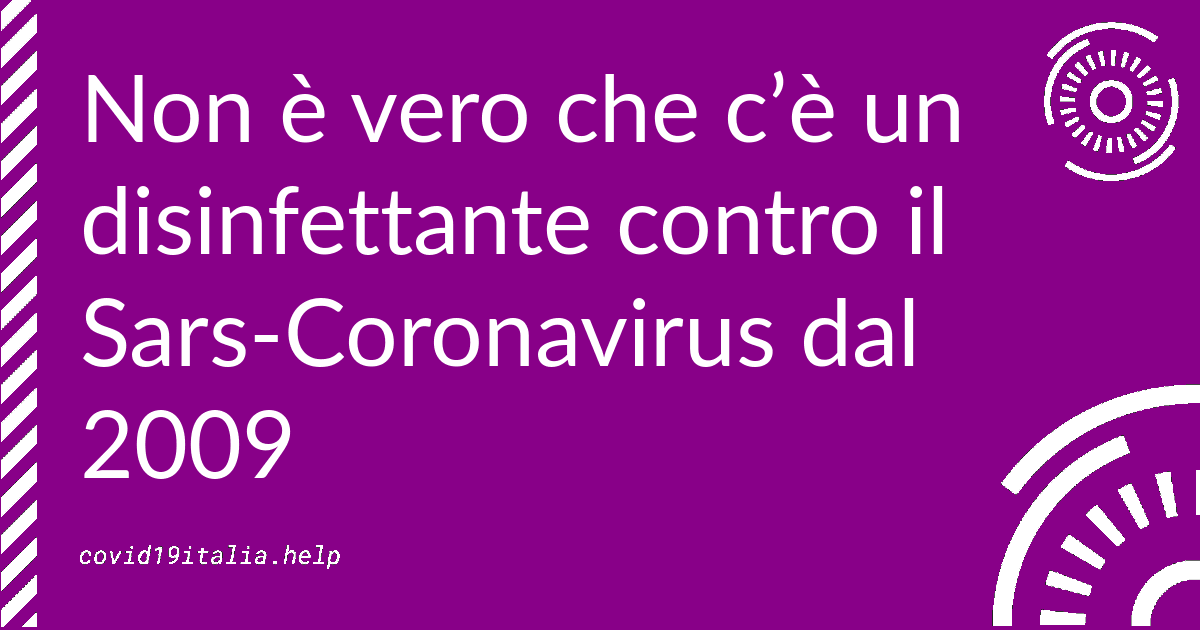 Non è vero che c’è un
disinfettante contro il
Sars-Coronavirus dal
2009
covid19italia.help